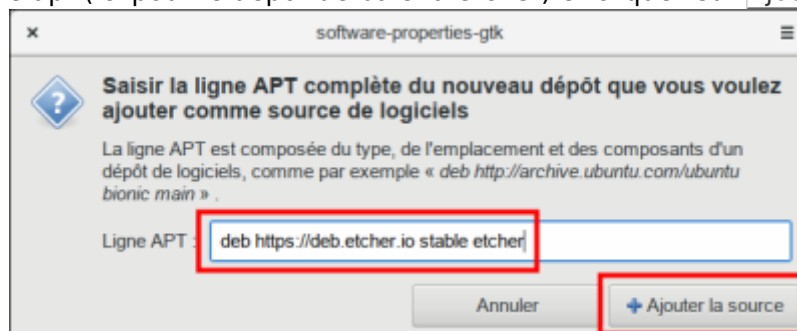 software-properties-gtk
Saisir la ligne APT complète du nouveau dépôt que vous voulez
ajouter comme source de logiciels
La ligne APT est composée du type, de l'emplacement et des composants d'un
dépôt de logiciels, comme par exemple « deb http://archive.ubuntu.com/ubuntu
bionic main » .
Ligne APT : deb https://deb.etcher.io stable etcher
Annuler Ajouter la source